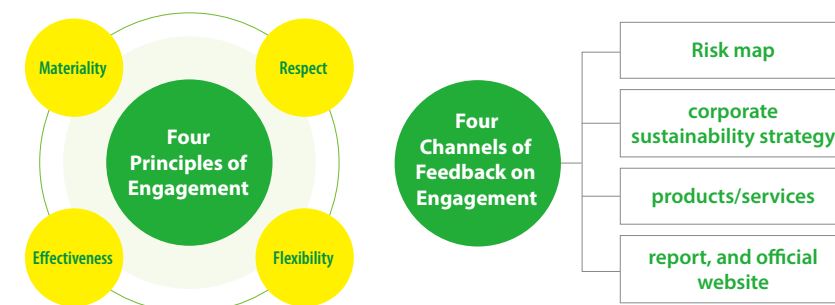 Materiality
Respect
Four
Principles of
Engagement
Effectiveness
Flexibility
Four
Channels of
Feedback on
Engagement
Risk map
corporate
sustainability strategy
products/services
report, and official
website